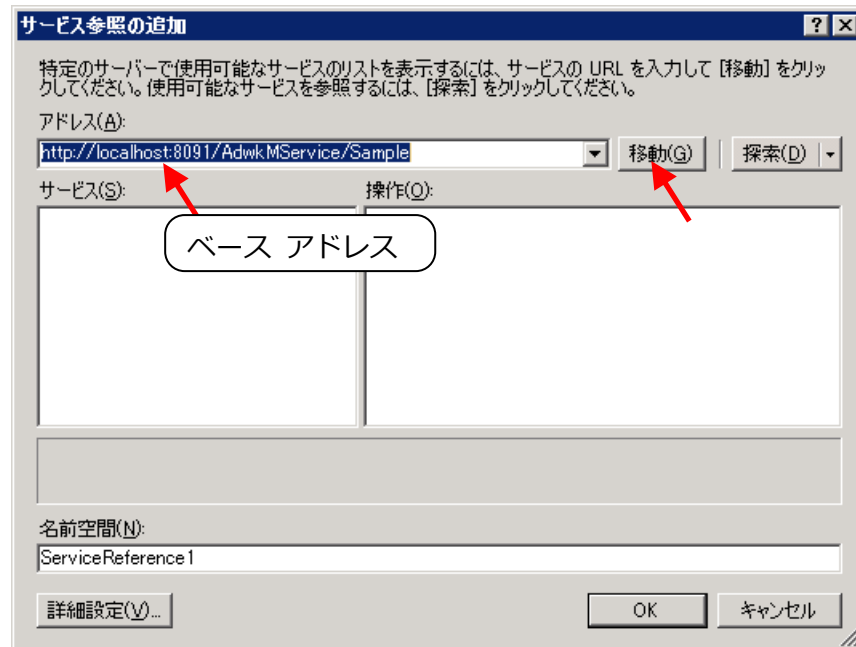 サービス参照の追加
特定のサーバーで使用可能なサービスのリストを表示するには、サービスの URL を入力して [移動] をクリッ
クしてください。使用可能なサービスを参照するには、[探索] をクリックしてください。
アドレス(A):
http://localhost:8091/AdwkMService/Sample
移動(G)
探索(D)
サービス(S):
操作(O):
ベース アドレス
名前空間(N):
ServiceReference1
詳細設定(V)...
OK
キャンセル